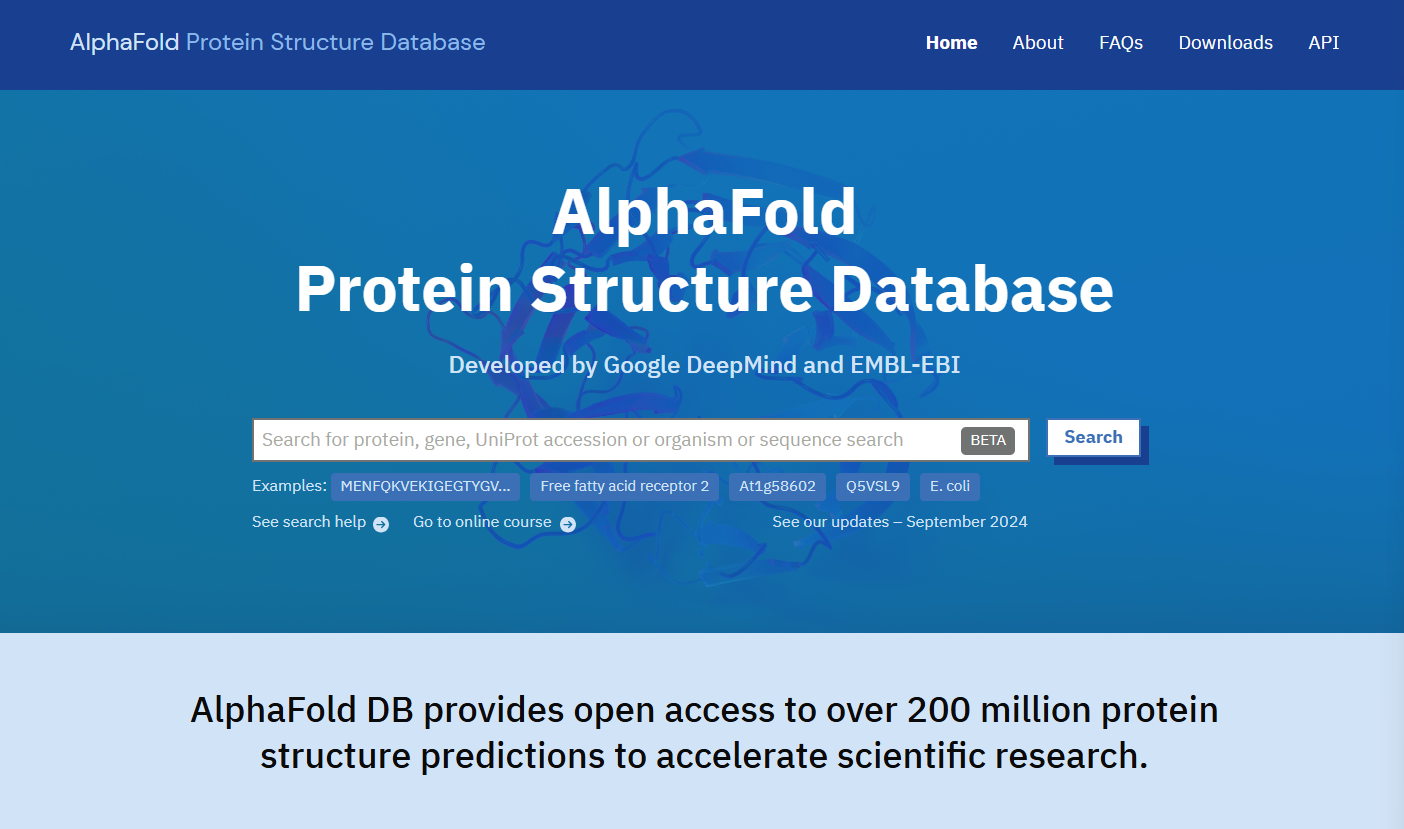 AlphaFold Protein Structure Database
Home About FAQs Downloads API
AlphaFold
Protein Structure Database
Developed by Google DeepMind and EMBL-EBI
Search for protein, gene, UniProt accession or organism or sequence search BETA Search
Examples: MENFQKVEKIGEGTYGV... Free fatty acid receptor 2 At1g58602 Q5VSL9 E. coli
See search help Go to online course See our updates – September 2024
AlphaFold DB provides open access to over 200 million protein
structure predictions to accelerate scientific research.